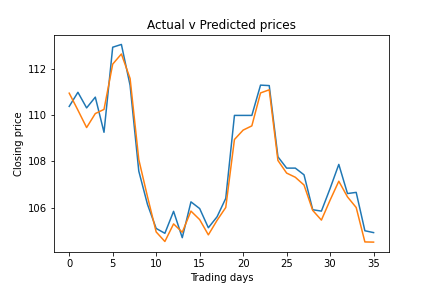 Actual v Predicted prices
112
110
108
106
Closing price
0 5 10 15 20 25 30 35
Trading days